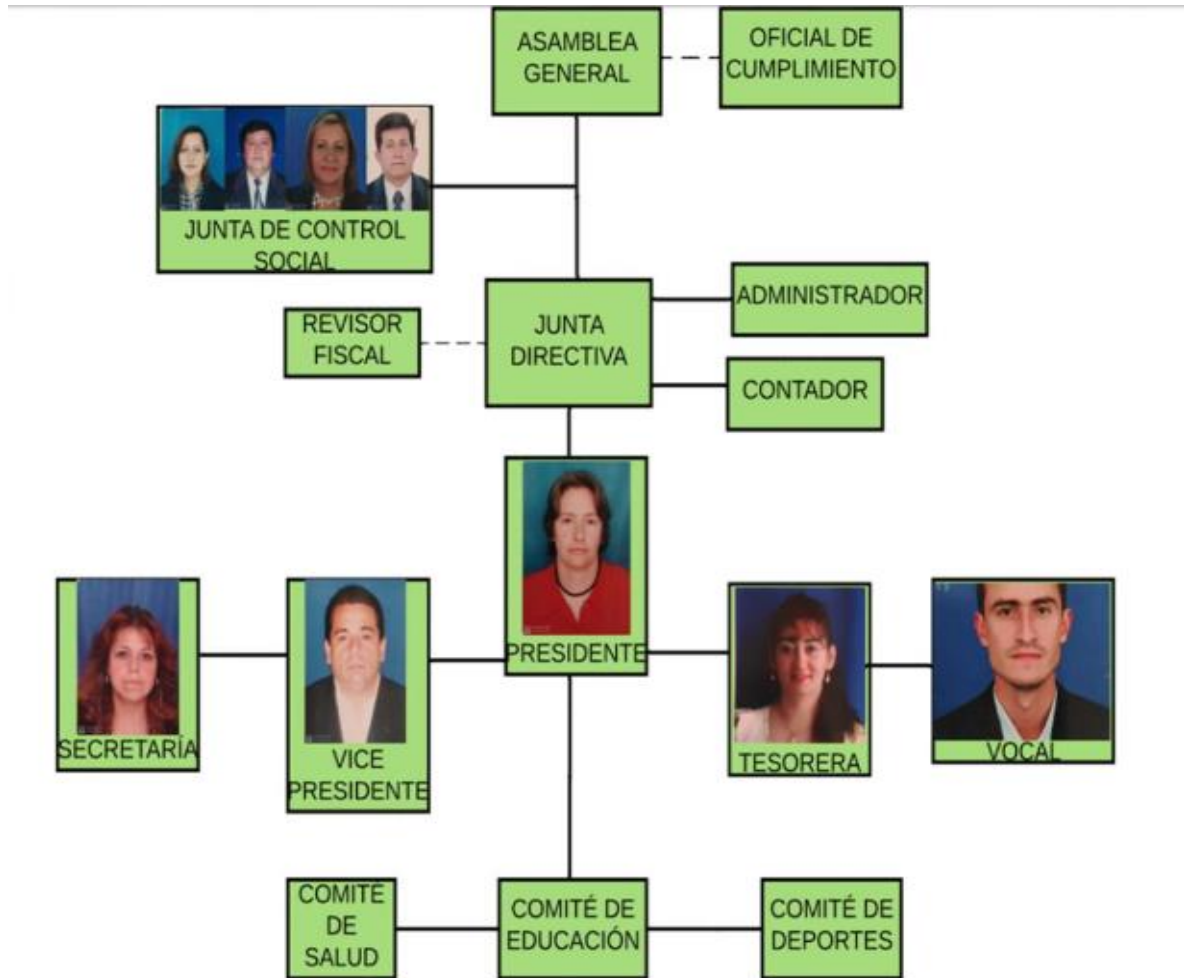 ASAMBLEA
GENERAL
OFICIAL DE
CUMPLIMIENTO
JUNTA DE CONTROL
SOCIAL
REVISOR
FISCAL
JUNTA
DIRECTIVA
ADMINISTRADOR
CONTADOR
PRESIDENTE
SECRETARÍA
VICE
PRESIDENTE
TESORERA
VOCAL
COMITÉ
DE
SALUD
COMITÉ DE
EDUCACIÓN
COMITÉ DE
DEPORTES